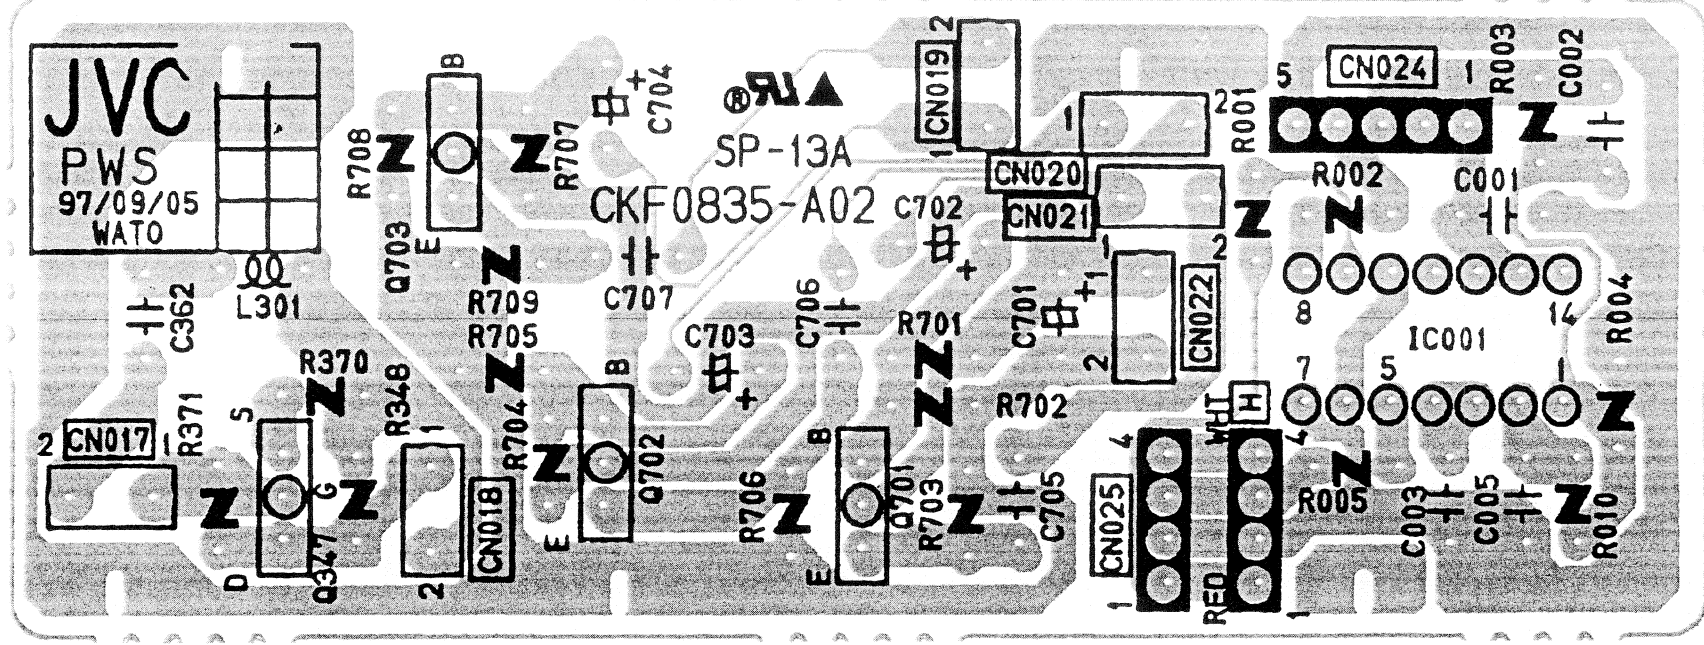 JVC
PWS
97/09/05
WATO
L301
C362
R708
B
R707
Q703
E
C704
®
SP-13A
CKF0835-A02
2
CN019
1
1
2
CN020
CN021
1
2
R001
5
CN024
1
R003
C002
R002
C001
R709
R705
C707
C706
C703
C702
R701
C701
1
2
CN022
8
14
IC001
7
5
1
R004
R370
R348
R371
2
CN017
1
S
G
D
Q347
1
2
CN018
R704
B
Q702
E
R706
B
Q701
E
R703
R702
C705
4
CN025
1
WHT
H
4
RED
1
R005
C003
C005
R010